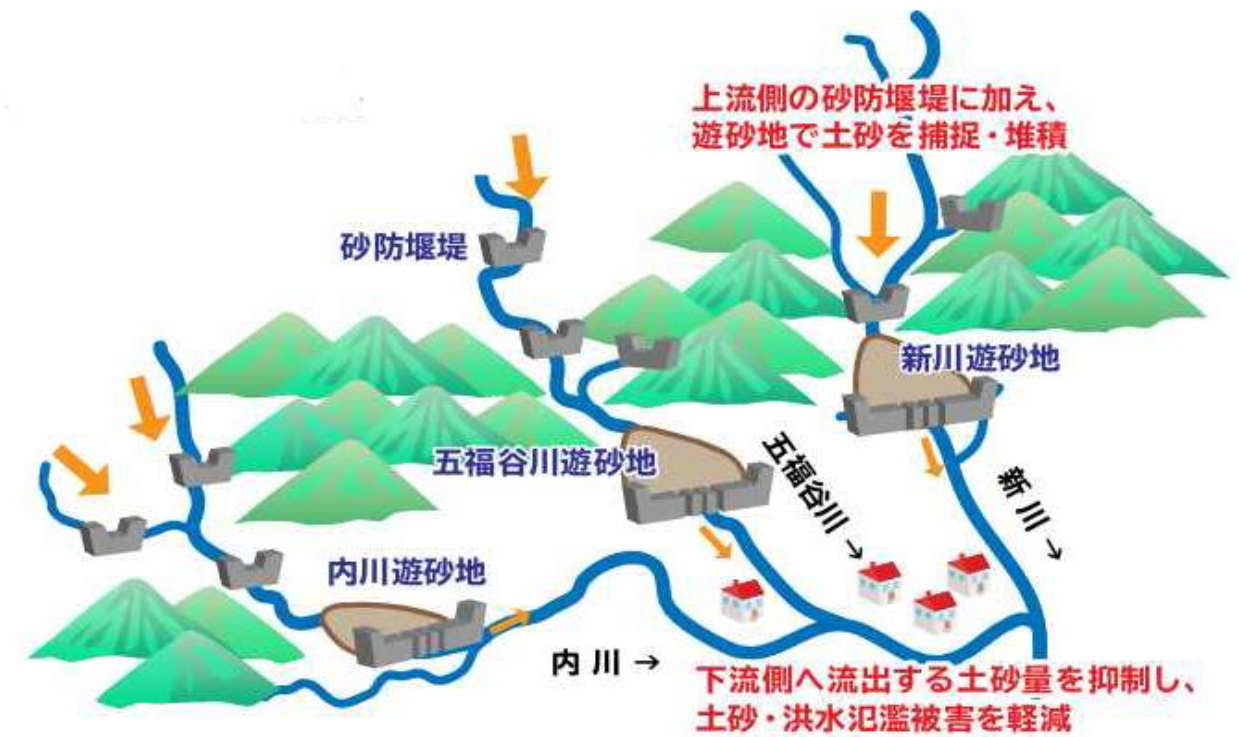 上流側の砂防堰堤に加え、
遊砂地で土砂を捕捉・堆積
砂防堰堤
新川遊砂地
五福谷川遊砂地
五福谷川→
新川→
内川遊砂地
内川→
下流側へ流出する土砂量を抑制し、
土砂・洪水氾濫被害を軽減